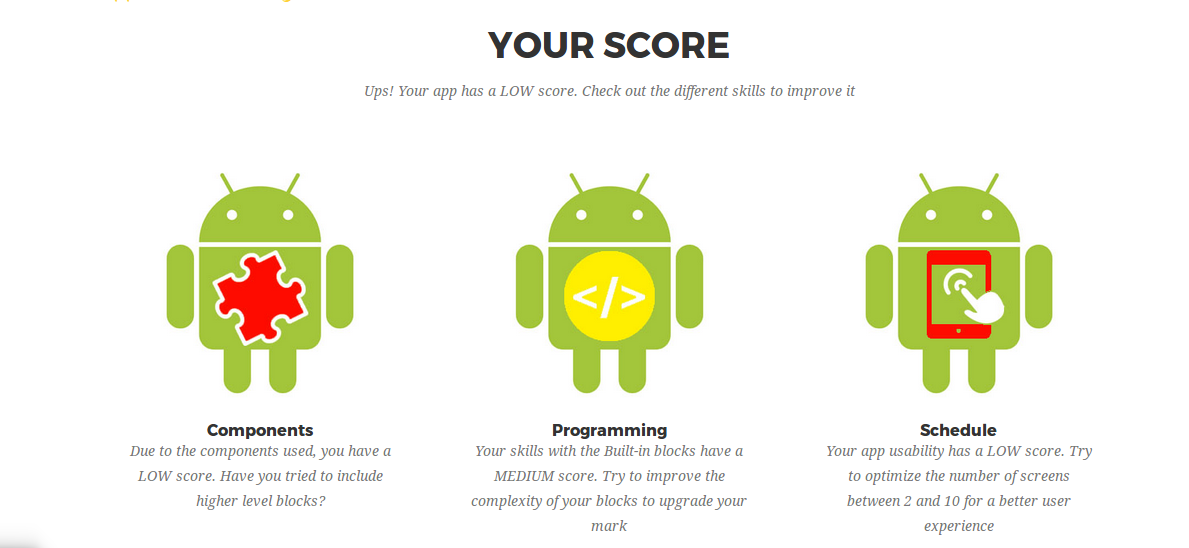 YOUR SCORE
Ups! Your app has a LOW score. Check out the different skills to improve it
</>
Components
Due to the components used, you have a
LOW score. Have you tried to include
higher level blocks?
Programming
Your skills with the Built-in blocks have a
MEDIUM score. Try to improve the
complexity of your blocks to upgrade your
mark
Schedule
Your app usability has a LOW score. Try
to optimize the number of screens
between 2 and 10 for a better user
experience